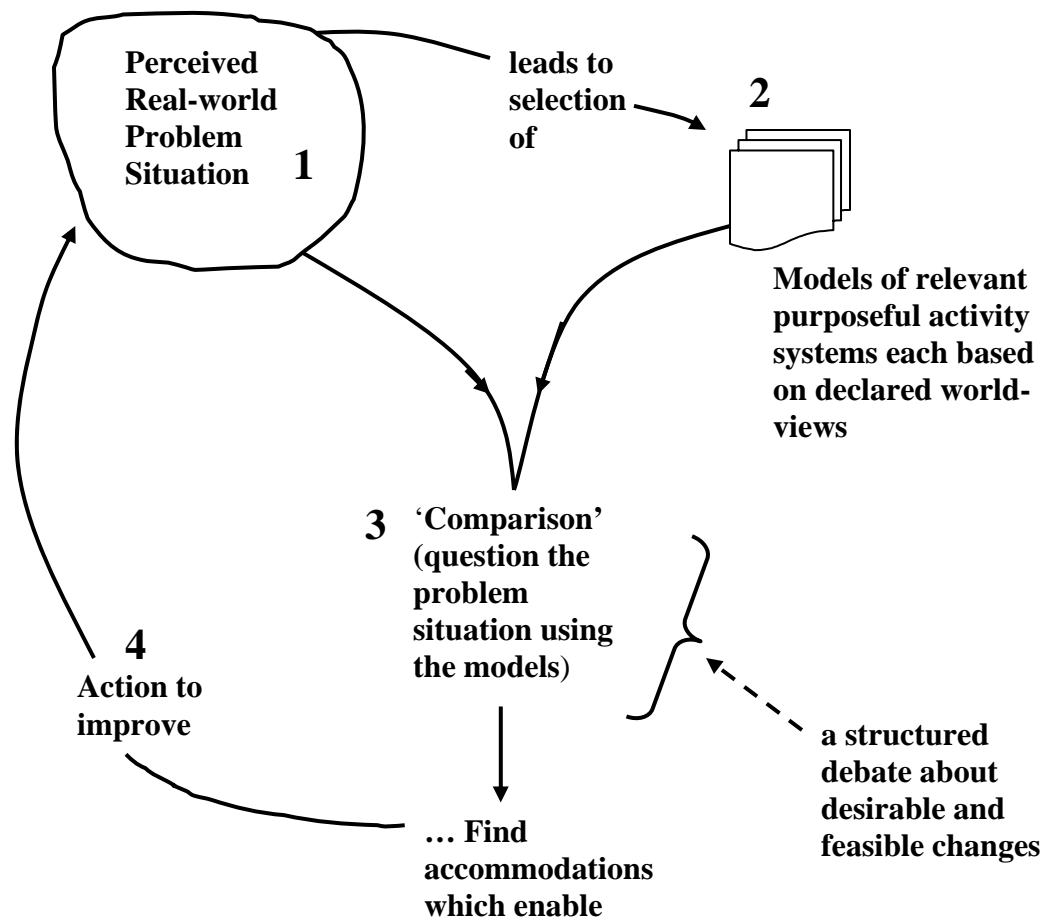 Perceived
Real-world
Problem
Situation 1
leads to
selection
of
2
Models of relevant
purposeful activity
systems each based
on declared world-
views
3 ‘Comparison’
(question the
problem
situation using
the models)
4
Action to
improve
a structured
debate about
desirable and
feasible changes
… Find
accommodations
which enable